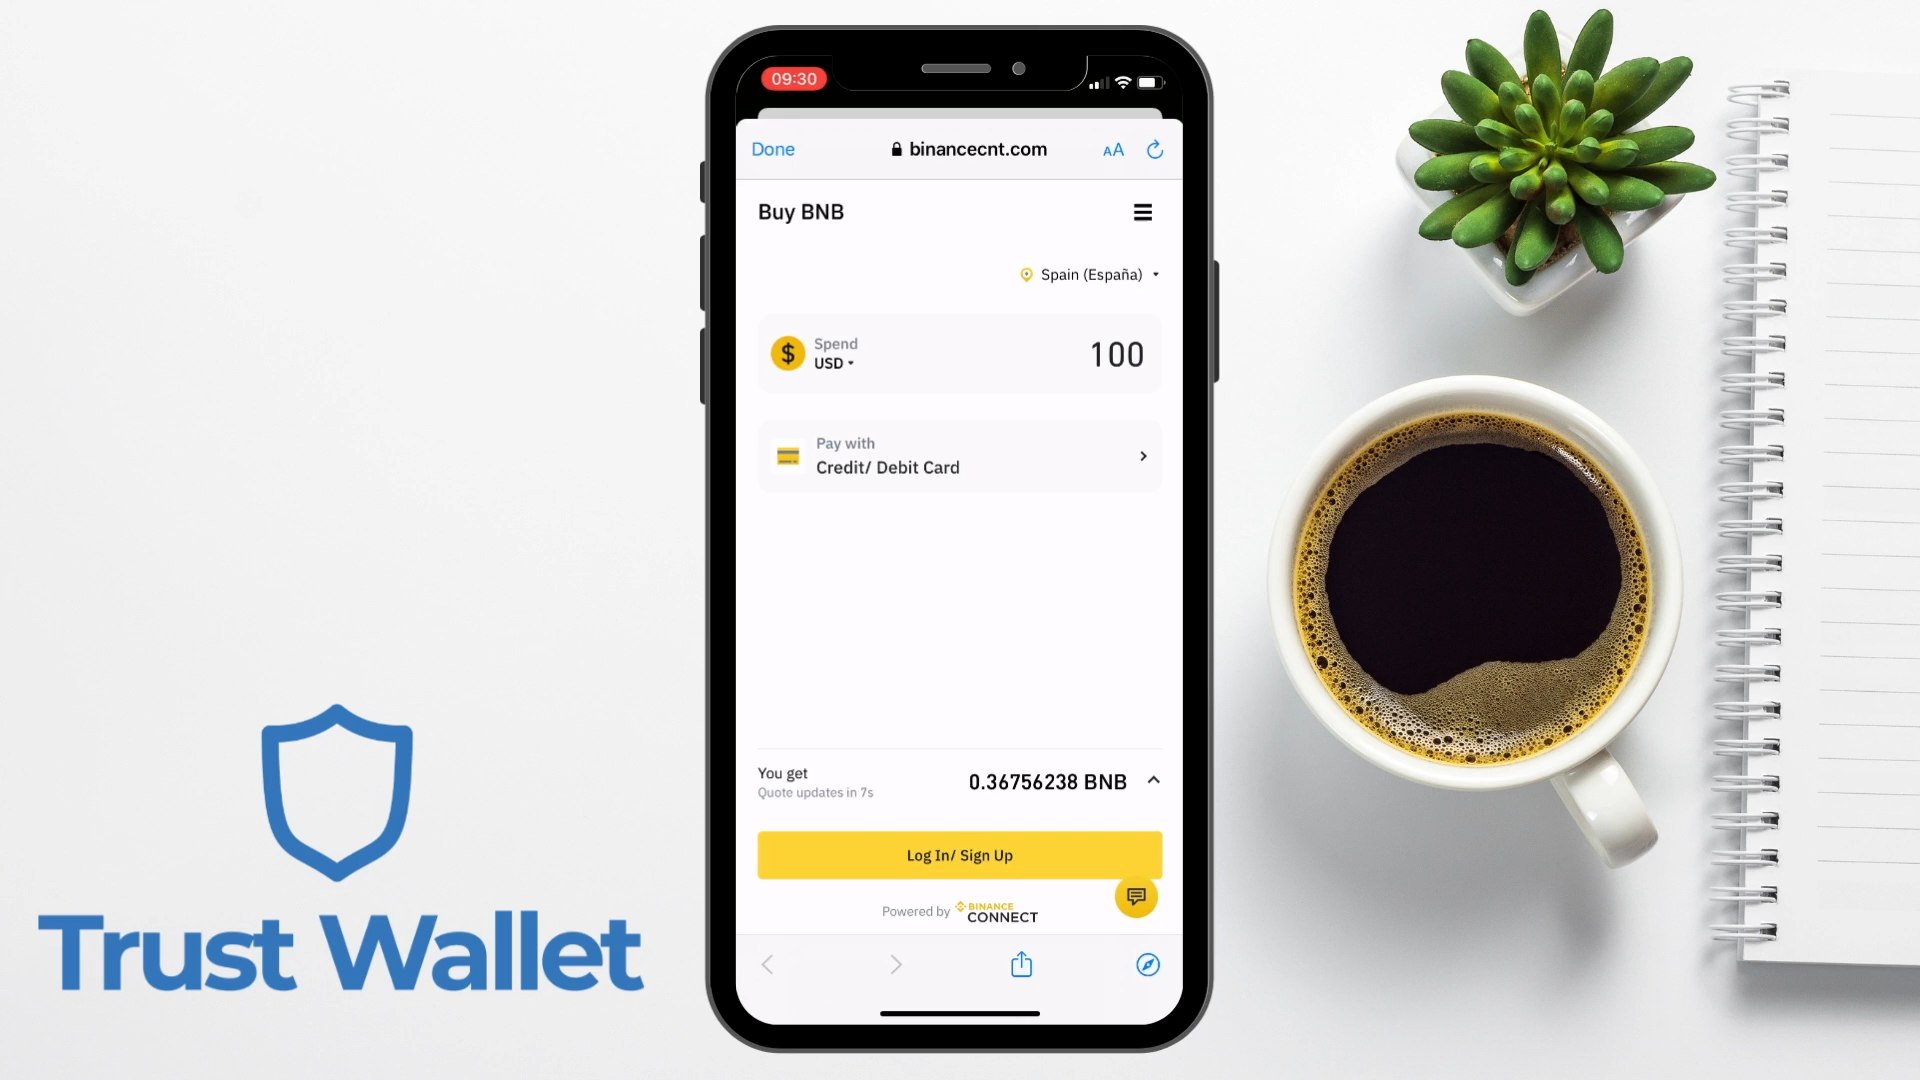 09:30
Done
binancecnt.com
AA
Buy BNB
Spain (España)
Spend
USD
100
Pay with
Credit/ Debit Card
You get
Quote updates in 7s
0.36756238 BNB
Log In/ Sign Up
Powered by BINANCE CONNECT
Trust Wallet